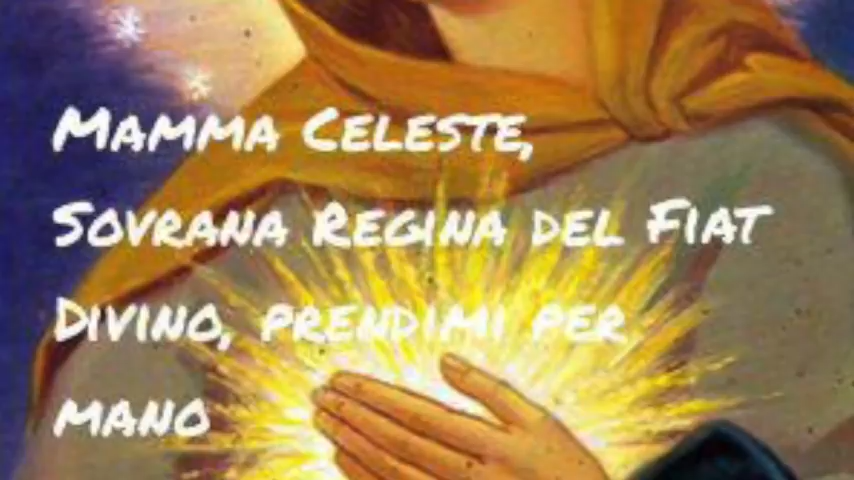 Mamma Celeste,
Sovrana Regina del Fiat
Divino, prendimi per
mano